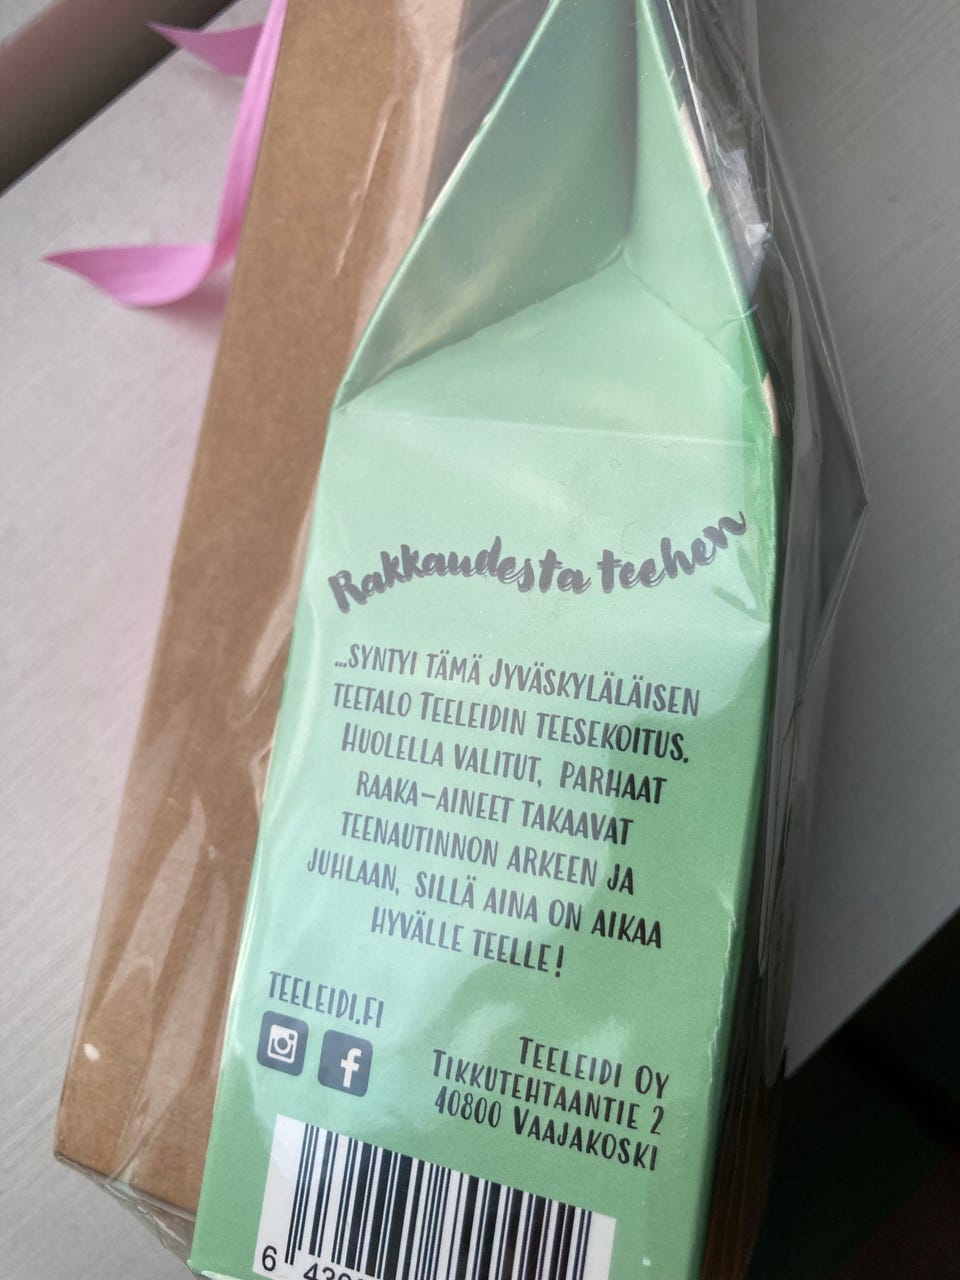 Rakkaudesta teehen
...SYNTYI TÄMÄ JYVÄSKYLÄLÄISEN
TEETALO TEELEIDIN TEESEKOITUS.
HUOLELLA VALITUT, PARHAAT
RAAKA-AINEET TAKAAVAT
TEENAUTINNON ARKEEN JA
JUHLAAN, SILLÄ AINA ON AIKAA
HYVÄLLE TEELLE!
TEELEIDI.FI
TEELEIDI OY
TIKKUTEHTAANTIE 2
40800 VAAJAKOSKI
6